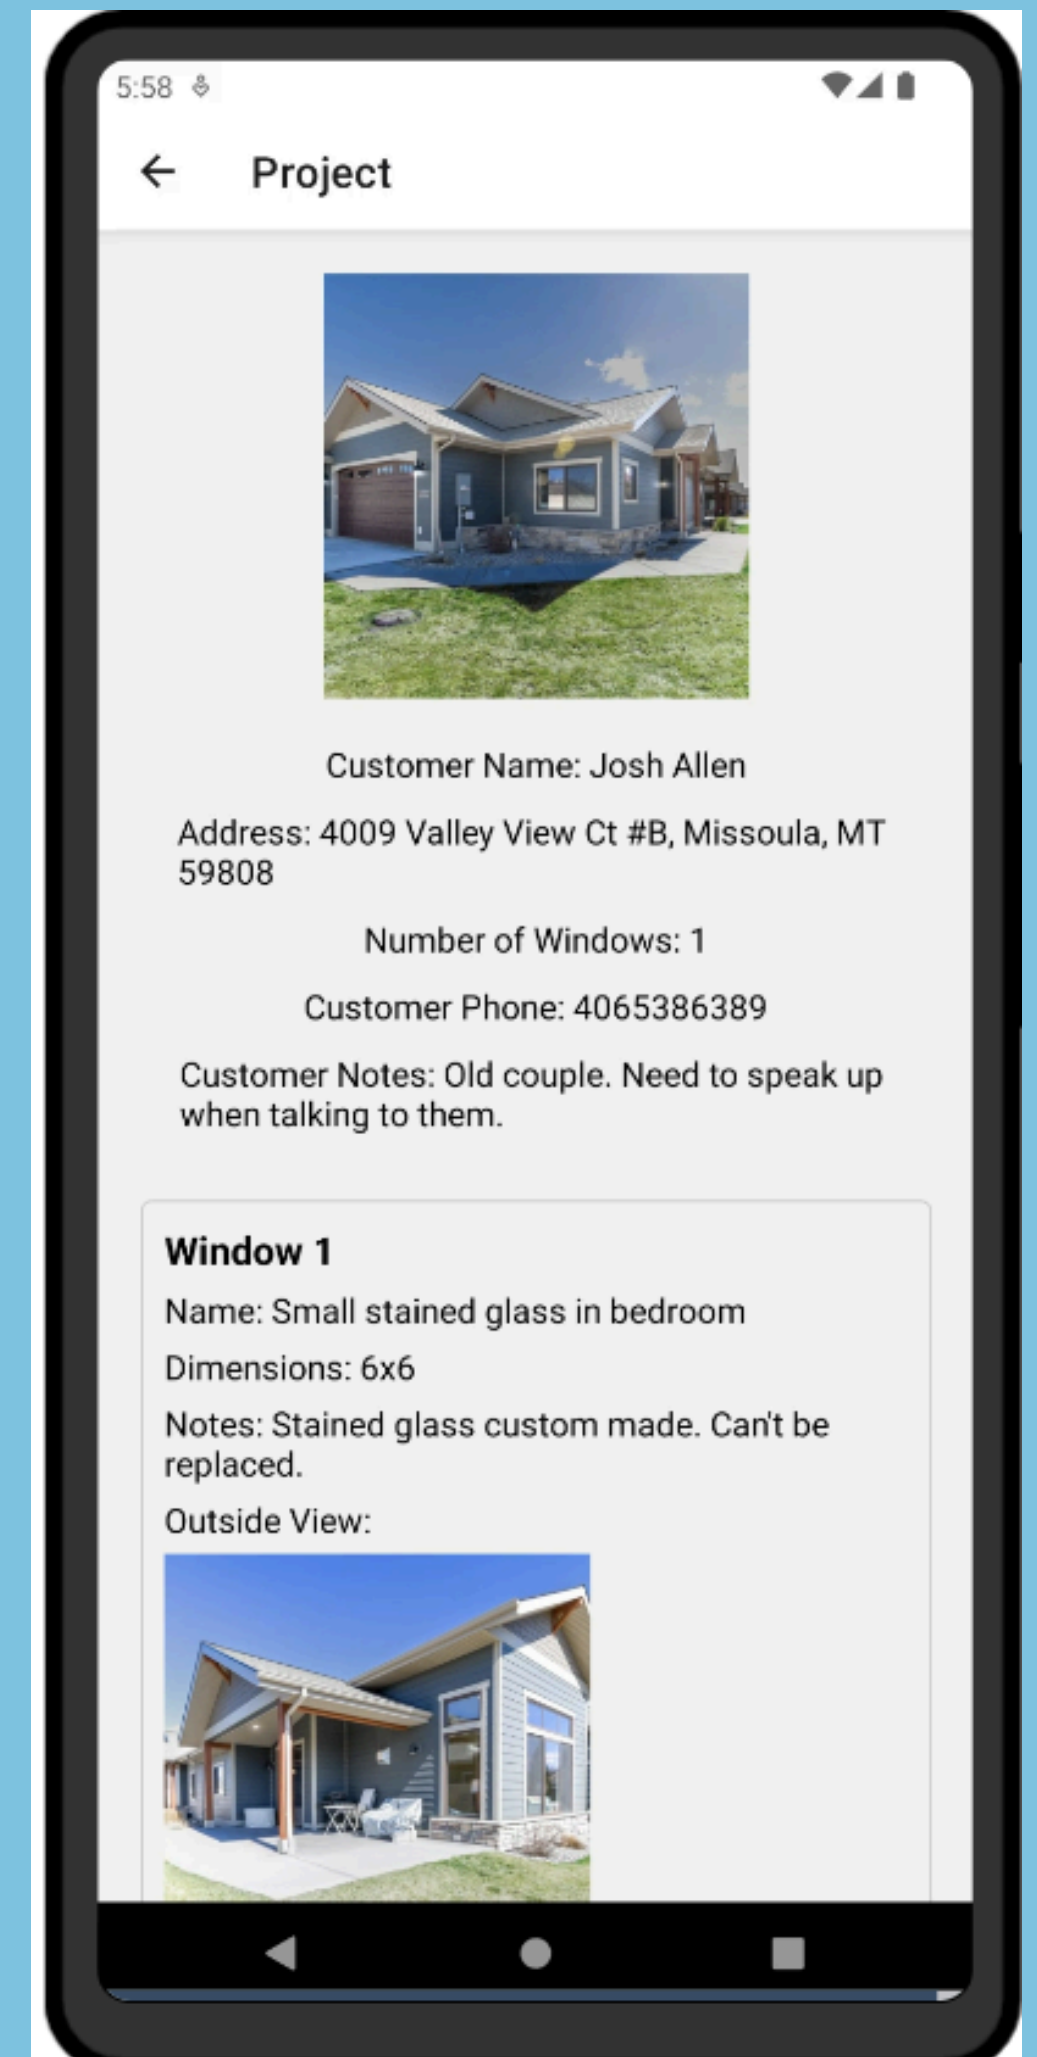 5:58
Project
Customer Name: Josh Allen
Address: 4009 Valley View Ct #B, Missoula, MT
59808
Number of Windows: 1
Customer Phone: 4065386389
Customer Notes: Old couple. Need to speak up
when talking to them.
Window 1
Name: Small stained glass in bedroom
Dimensions: 6x6
Notes: Stained glass custom made. Can't be
replaced.
Outside View: